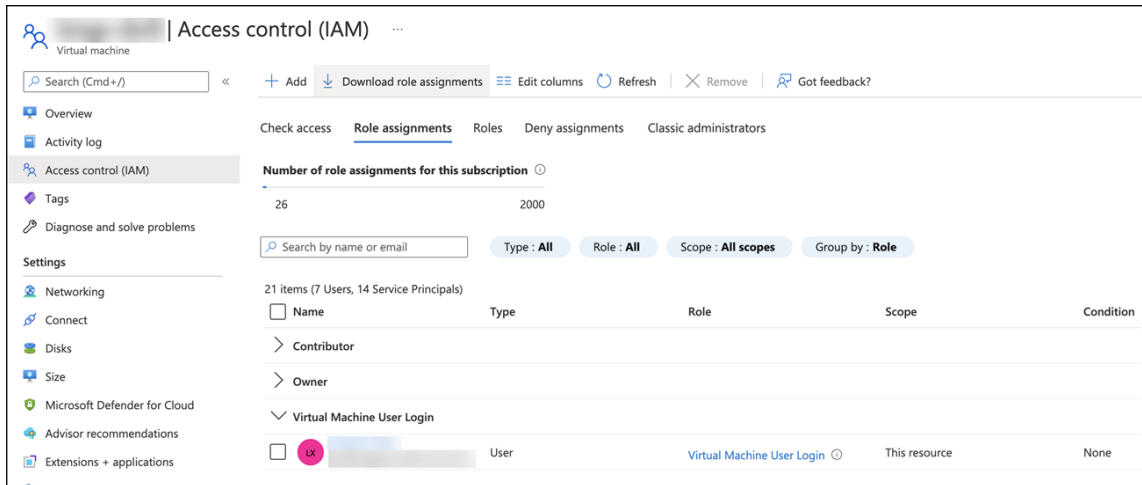 | Access control (IAM) ...
Virtual machine
Search (Cmd+/) «
Overview
Activity log
Access control (IAM)
Tags
Diagnose and solve problems
Settings
Networking
Connect
Disks
Size
Microsoft Defender for Cloud
Advisor recommendations
Extensions + applications
Add Download role assignments Edit columns Refresh Remove Got feedback?
Check access Role assignments Roles Deny assignments Classic administrators
Number of role assignments for this subscription
26 2000
Search by name or email Type : All Role : All Scope : All scopes Group by : Role
21 items (7 Users, 14 Service Principals)
Name Type Role Scope Condition
Contributor
Owner
Virtual Machine User Login
LX User Virtual Machine User Login This resource None